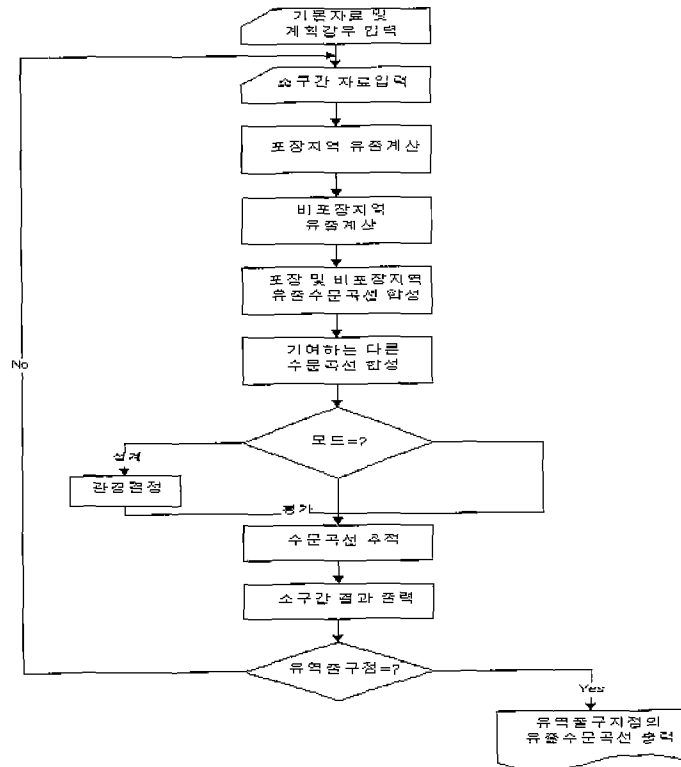 기본자료 및
계획강우 입력
소구간 자료입력
포장지역 유출계산
비포장지역
유출계산
포장 및 비포장지역
유출수문곡선 합성
기여하는 다른
수문곡선 합성
No
모드=?
설계
관경결정
평가
수문곡선 추적
소구간 결과 출력
유역출구점=?
Yes
유역출구지점의
유출수문곡선 출력